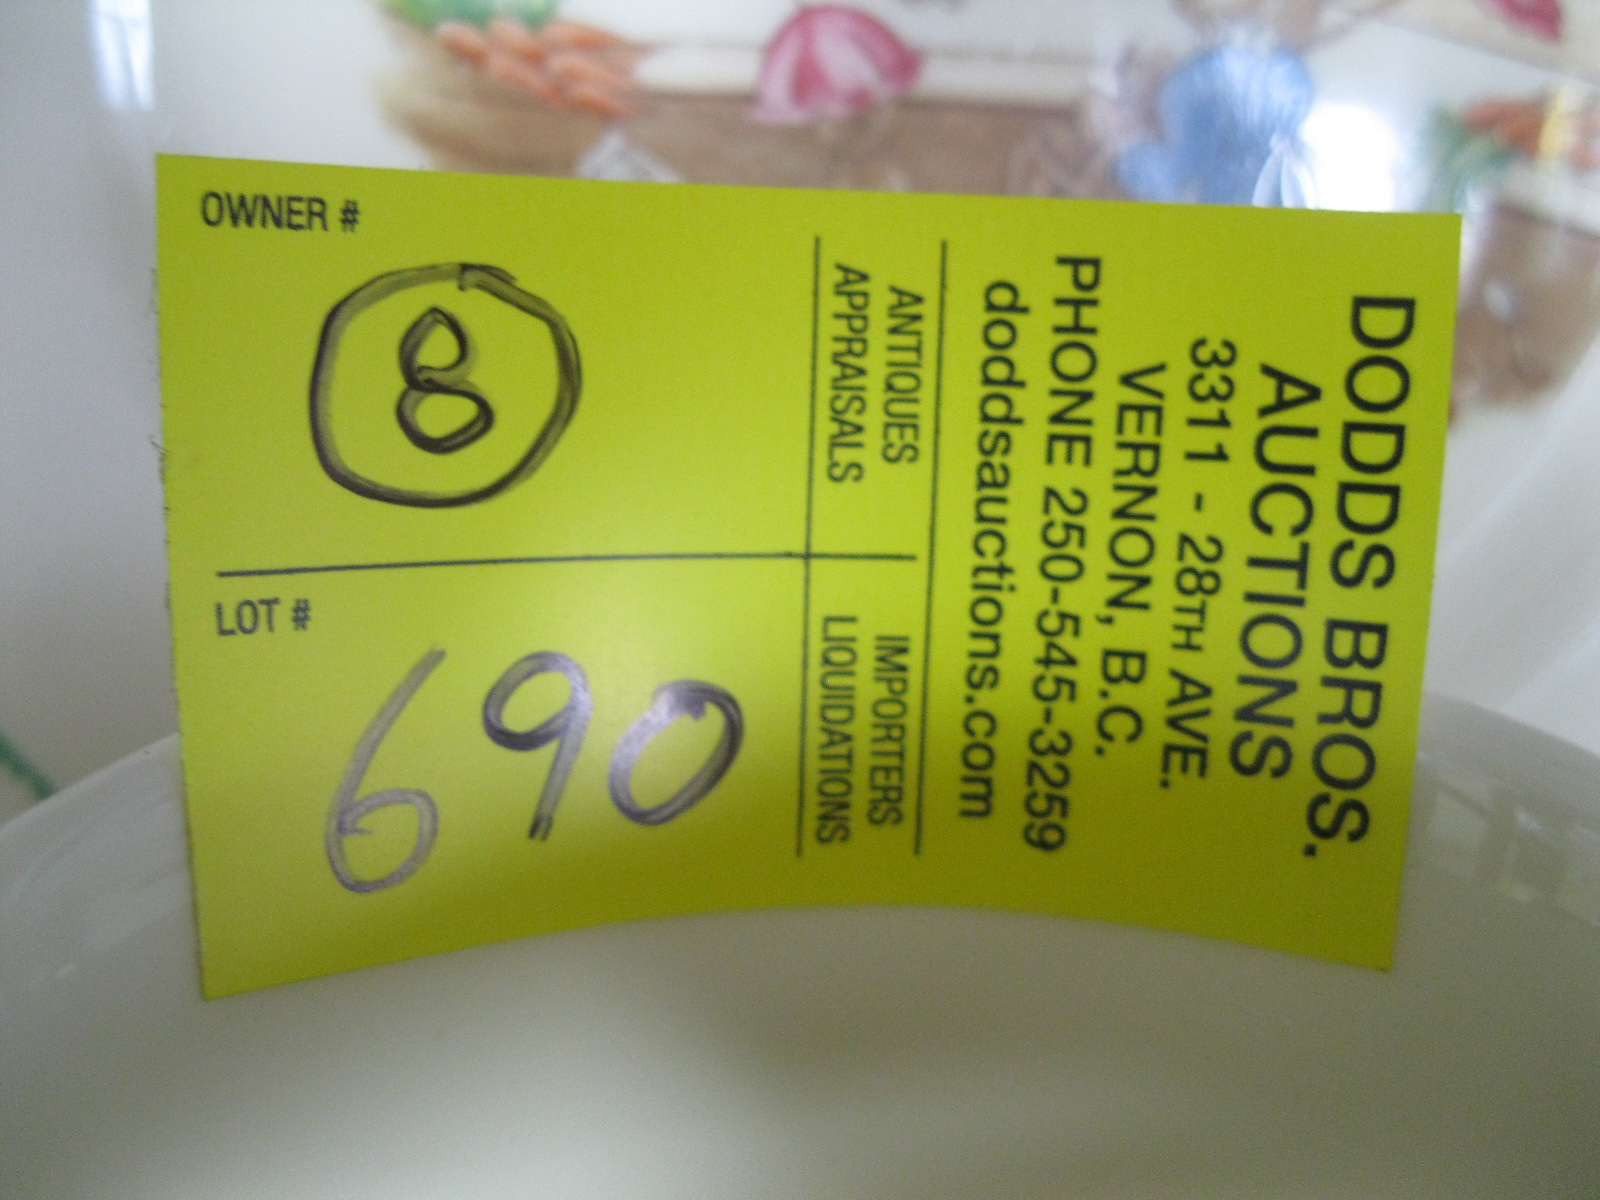 DODDS BROS.
AUCTIONS
3311 - 28TH AVE.
VERNON, B.C.
PHONE 250-545-3259
doddsauctions.com
ANTIQUES
APPRAISALS
IMPORTERS
LIQUIDATIONS
OWNER #
8
LOT #
690